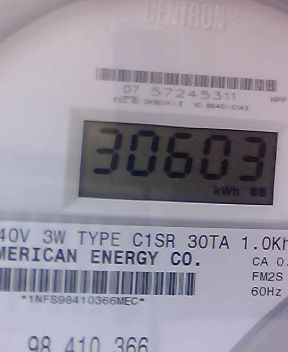 CENTRON
07 57245311
30603
kWh
40V 3W TYPE C1SR 30TA 1.0Kh
MERICAN ENERGY CO.
CA 0.
FM2S
60Hz
*1NFS98410366MEC*
98 410 366